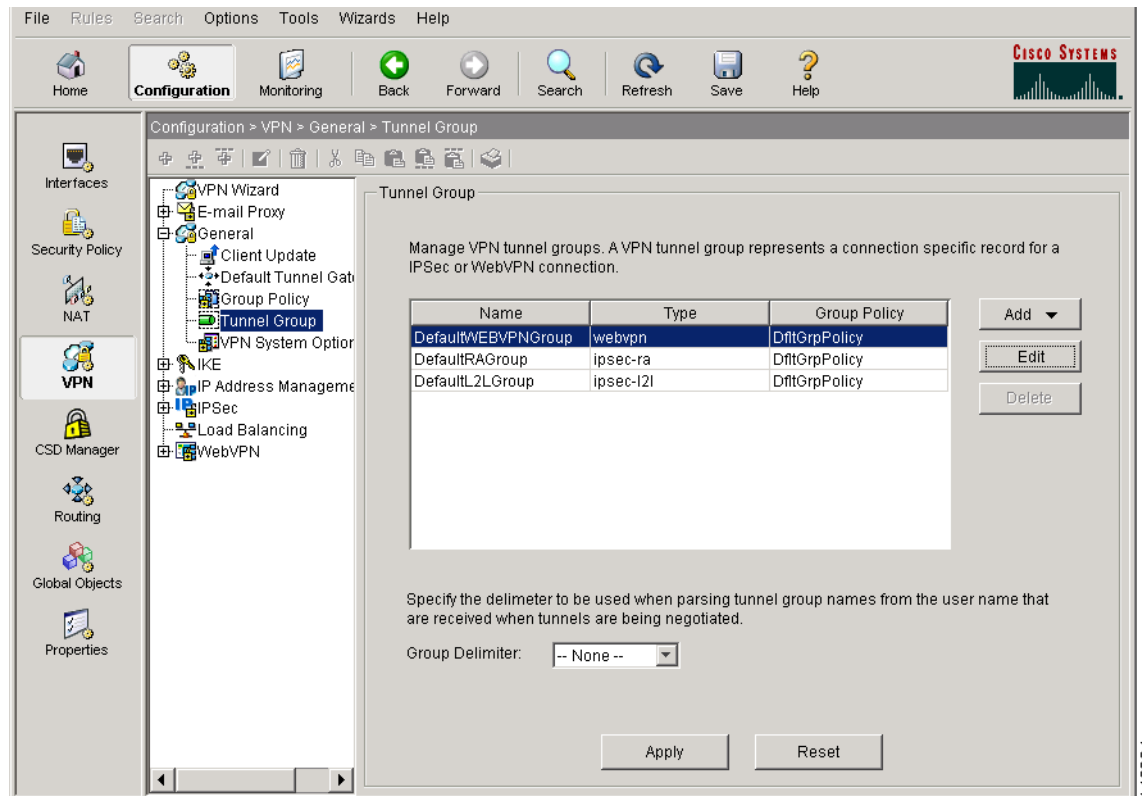 File Rules Search Options Tools Wizards Help
Home Configuration Monitoring Back Forward Search Refresh Save Help
CISCO SYSTEMS
Configuration > VPN > General > Tunnel Group
Interfaces
Security Policy
NAT
VPN
CSD Manager
Routing
Global Objects
Properties
VPN Wizard
E-mail Proxy
General
Client Update
Default Tunnel Gat
Group Policy
Tunnel Group
VPN System Option
IKE
IP Address Manageme
IPSec
Load Balancing
WebVPN
Tunnel Group
Manage VPN tunnel groups. A VPN tunnel group represents a connection specific record for a
IPSec or WebVPN connection.
Name Type Group Policy
DefaultWEBVPNGroup webvpn DfltGrpPolicy
DefaultRAGroup ipsec-ra DfltGrpPolicy
DefaultL2LGroup ipsec-l2l DfltGrpPolicy
Add
Edit
Delete
Specify the delimeter to be used when parsing tunnel group names from the user name that
are received when tunnels are being negotiated.
Group Delimiter: -- None --
Apply Reset